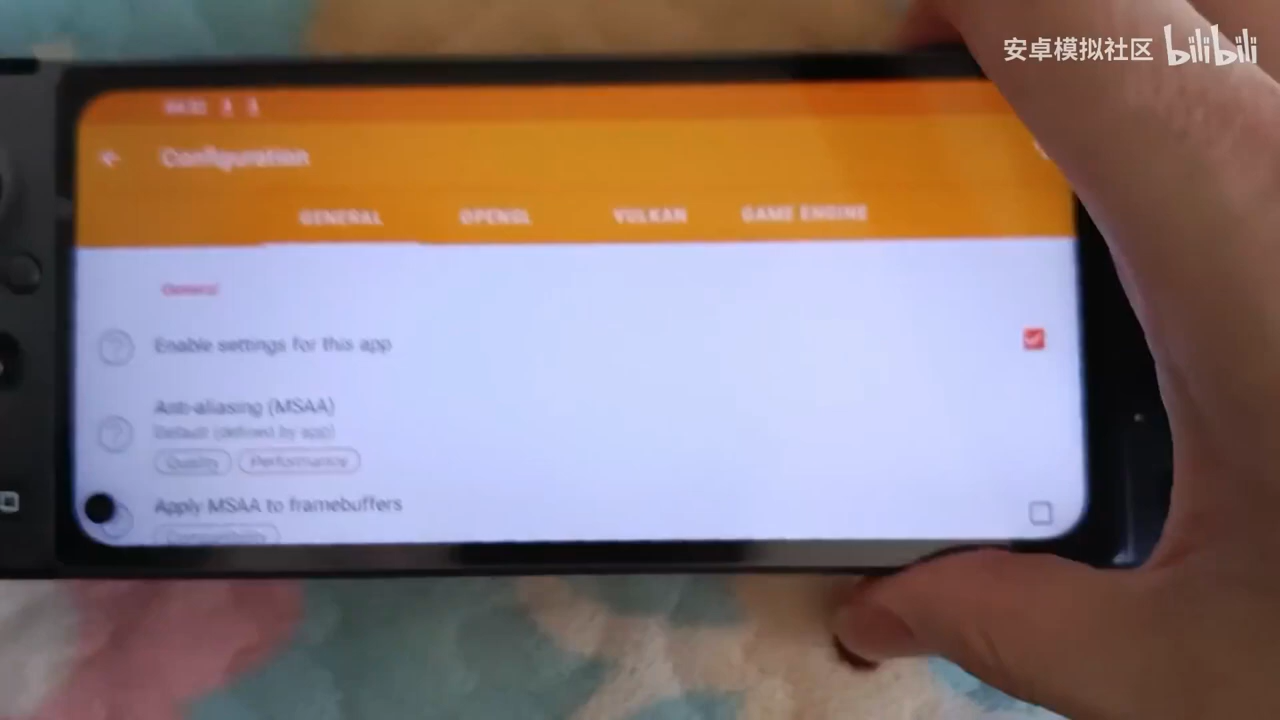 安卓模拟社区 bilibili
Configuration
GENERAL OPENGL VULKAN GAME ENGINE
General
Enable settings for this app
Anti-aliasing (MSAA)
Default (defined by app)
Quality Performance
Apply MSAA to framebuffers